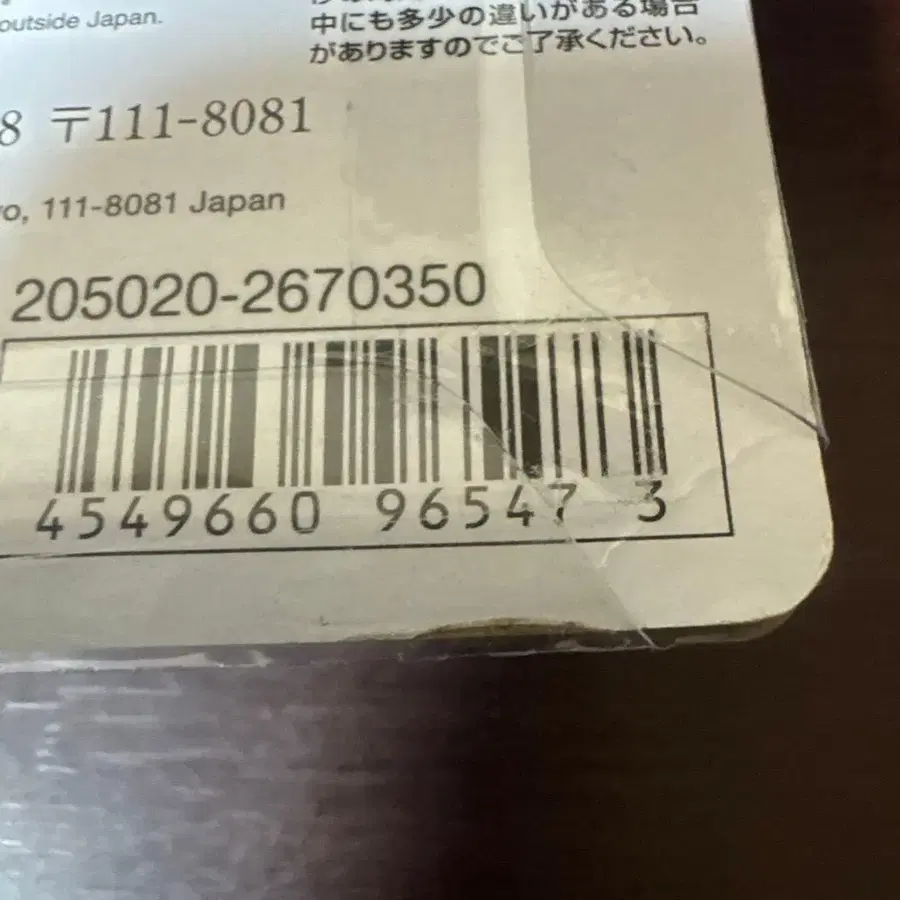 outside Japan.
中にも多少の違いがある場合
がありますのでご了承ください。
8 〒111-8081
o, 111-8081 Japan
205020-2670350
4549660 96547 3